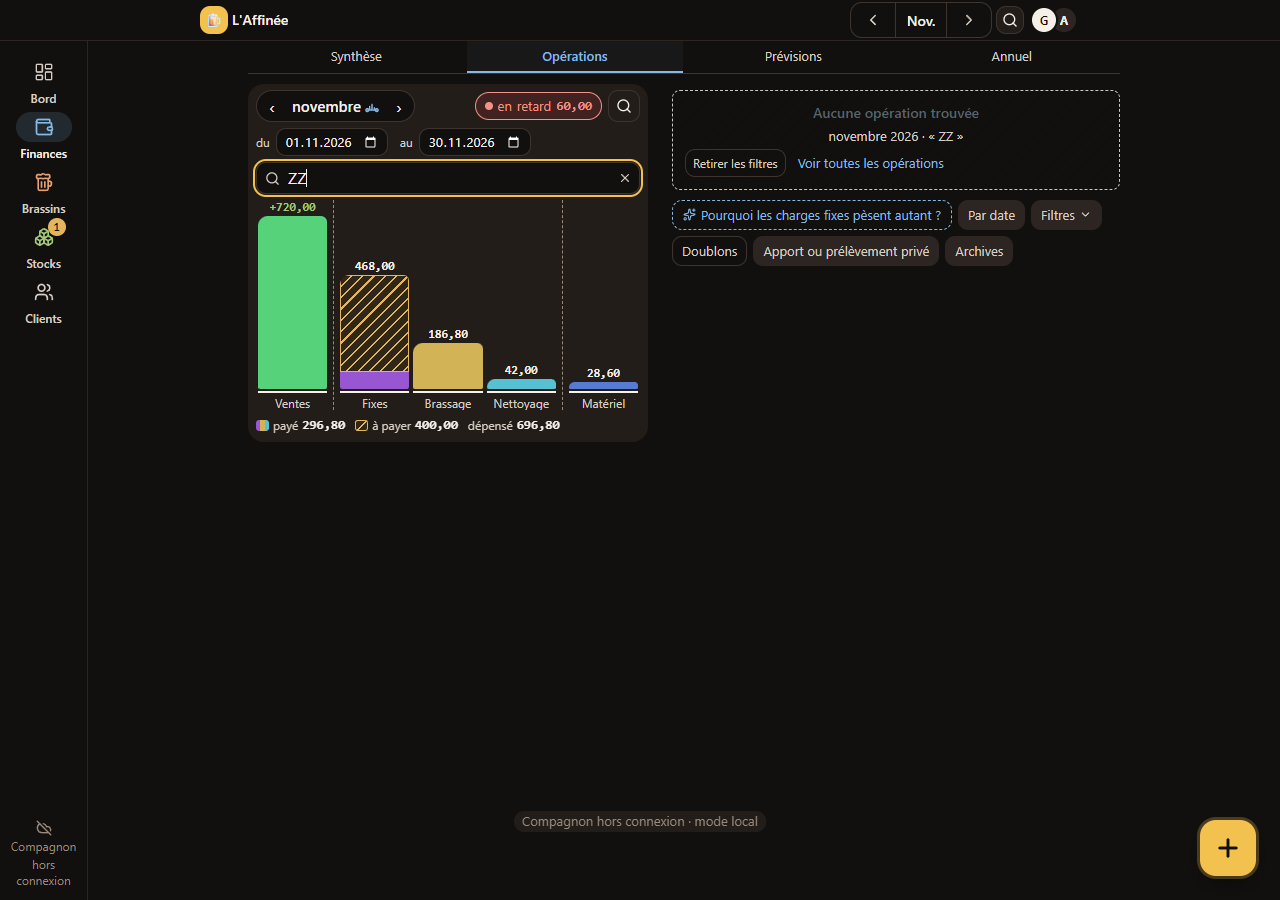 L'Affinée
Nov.
G A
Synthèse
Opérations
Prévisions
Annuel
Bord
Finances
Brassins
1
Stocks
Clients
novembre
en retard 60,00
du 01.11.2026 au 30.11.2026
ZZ
+720,00
468,00
186,80
42,00
28,60
Ventes
Fixes
Brassage
Nettoyage
Matériel
payé 296,80 à payer 400,00 dépensé 696,80
Aucune opération trouvée
novembre 2026 · « ZZ »
Retirer les filtres Voir toutes les opérations
Pourquoi les charges fixes pèsent autant ? Par date Filtres
Doublons Apport ou prélèvement privé Archives
Compagnon hors connexion · mode local
Compagnon
hors
connexion